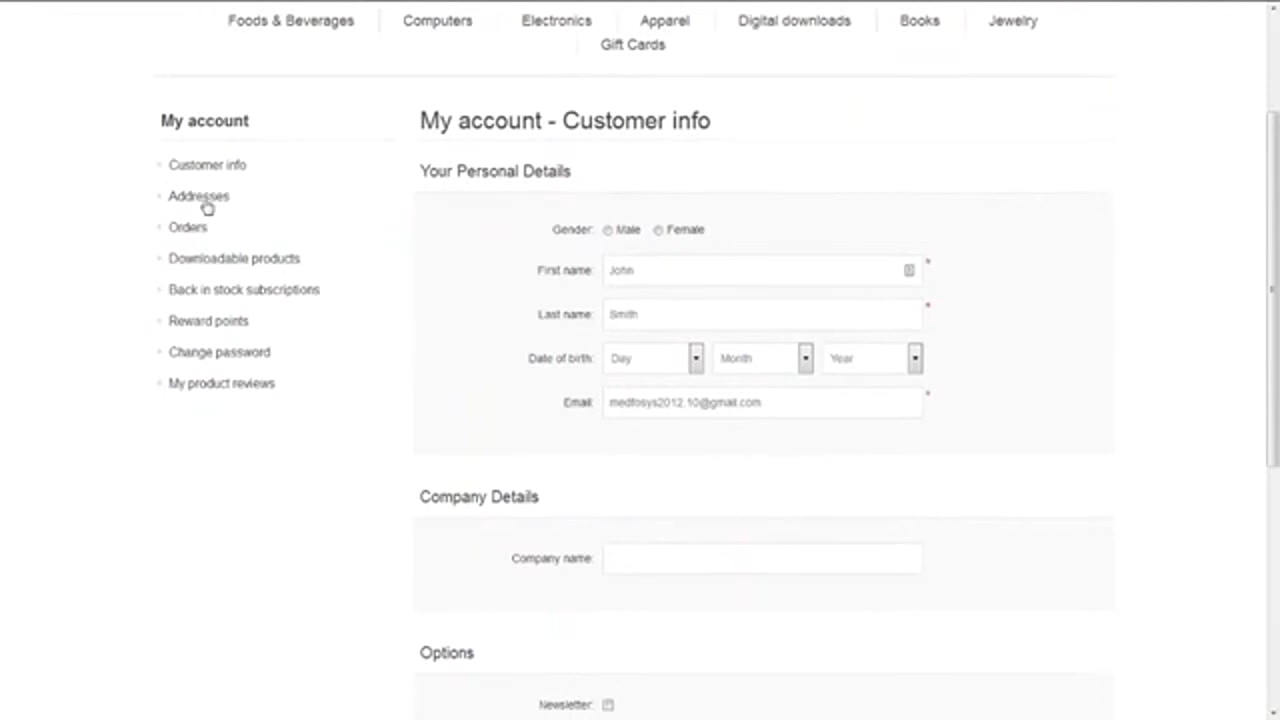 Foods & Beverages Computers Electronics Apparel Digital downloads Books Jewelry
Gift Cards
My account
Customer info
Addresses
Orders
Downloadable products
Back in stock subscriptions
Reward points
Change password
My product reviews
My account - Customer info
Your Personal Details
Gender: Male Female
First name: John *
Last name: Smith *
Date of birth: Day Month Year
Email: medfosys2012.10@gmail.com *
Company Details
Company name:
Options
Newsletter: